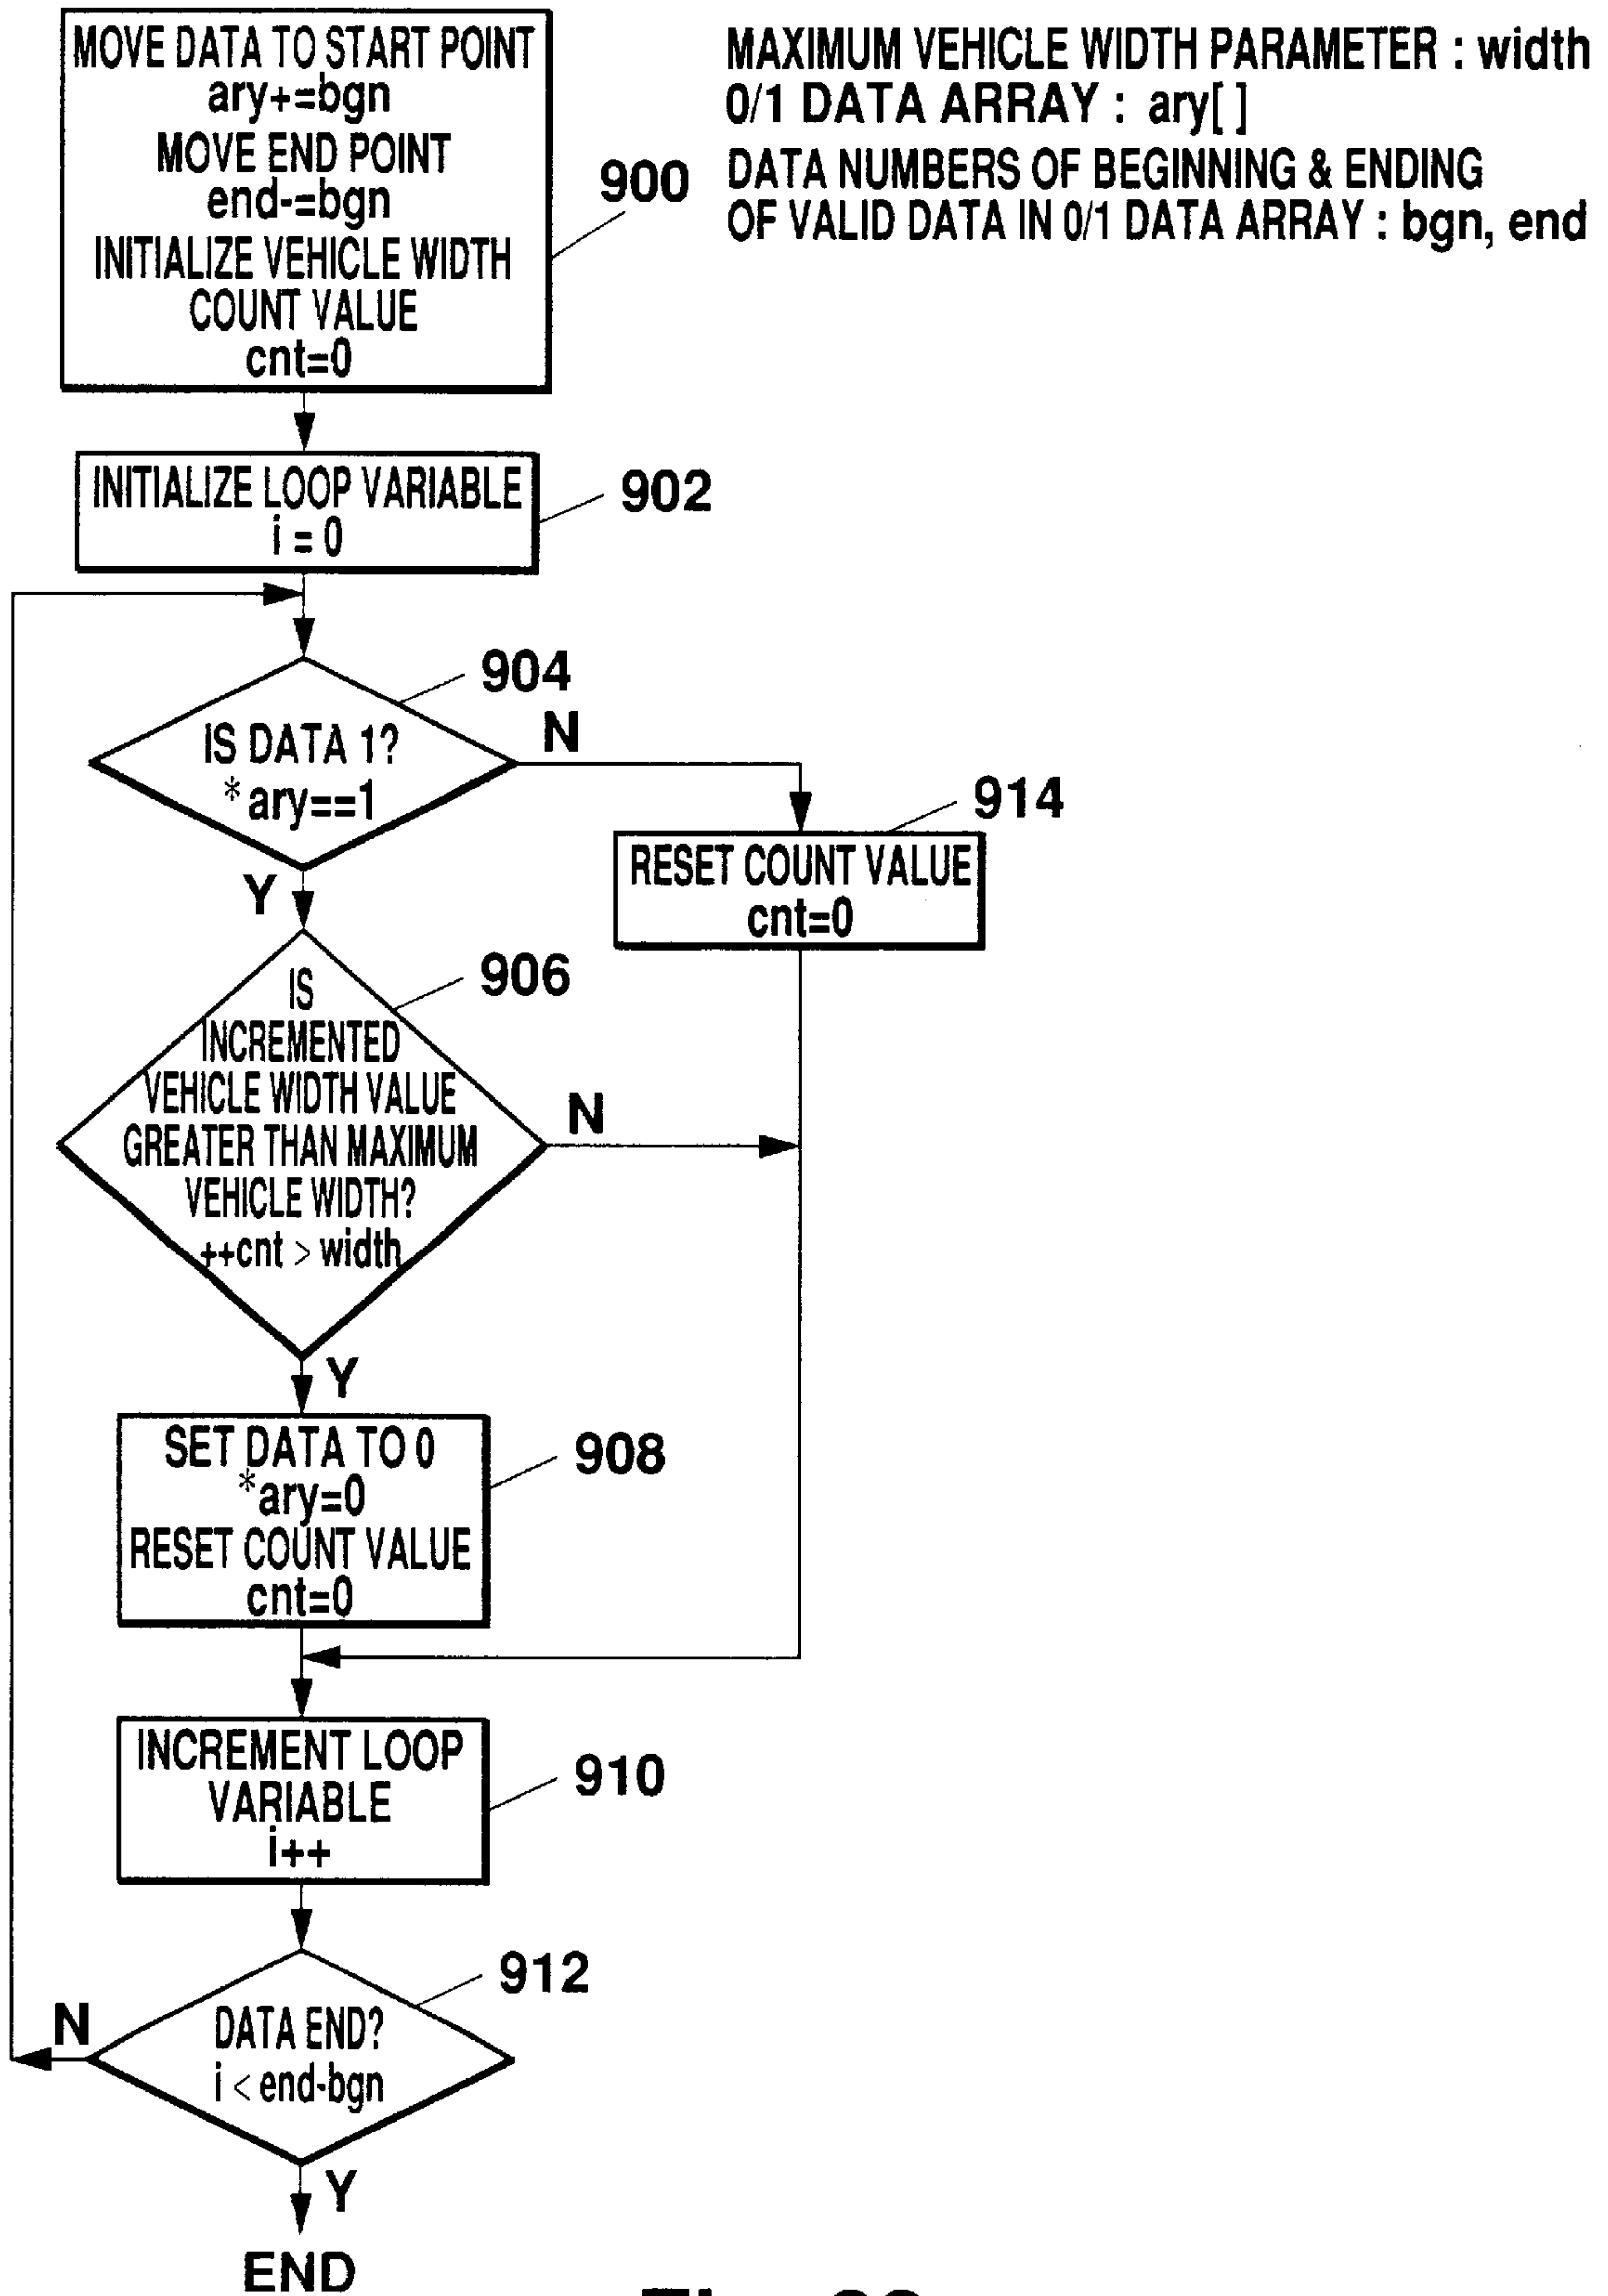 MOVE DATA TO START POINT
ary+=bgn
MOVE END POINT
end-=bgn
INITIALIZE VEHICLE WIDTH
COUNT VALUE
cnt=0
900
MAXIMUM VEHICLE WIDTH PARAMETER : width
0/1 DATA ARRAY : ary[ ]
DATA NUMBERS OF BEGINNING & ENDING
OF VALID DATA IN 0/1 DATA ARRAY : bgn, end
INITIALIZE LOOP VARIABLE
i = 0
902
904
IS DATA 1?
*ary==1
N
Y
914
RESET COUNT VALUE
cnt=0
906
IS
INCREMENTED
VEHICLE WIDTH VALUE
GREATER THAN MAXIMUM
VEHICLE WIDTH?
++cnt > width
N
Y
SET DATA TO 0
*ary=0
RESET COUNT VALUE
cnt=0
908
INCREMENT LOOP
VARIABLE
i++
910
912
DATA END?
i < end-bgn
N
Y
END